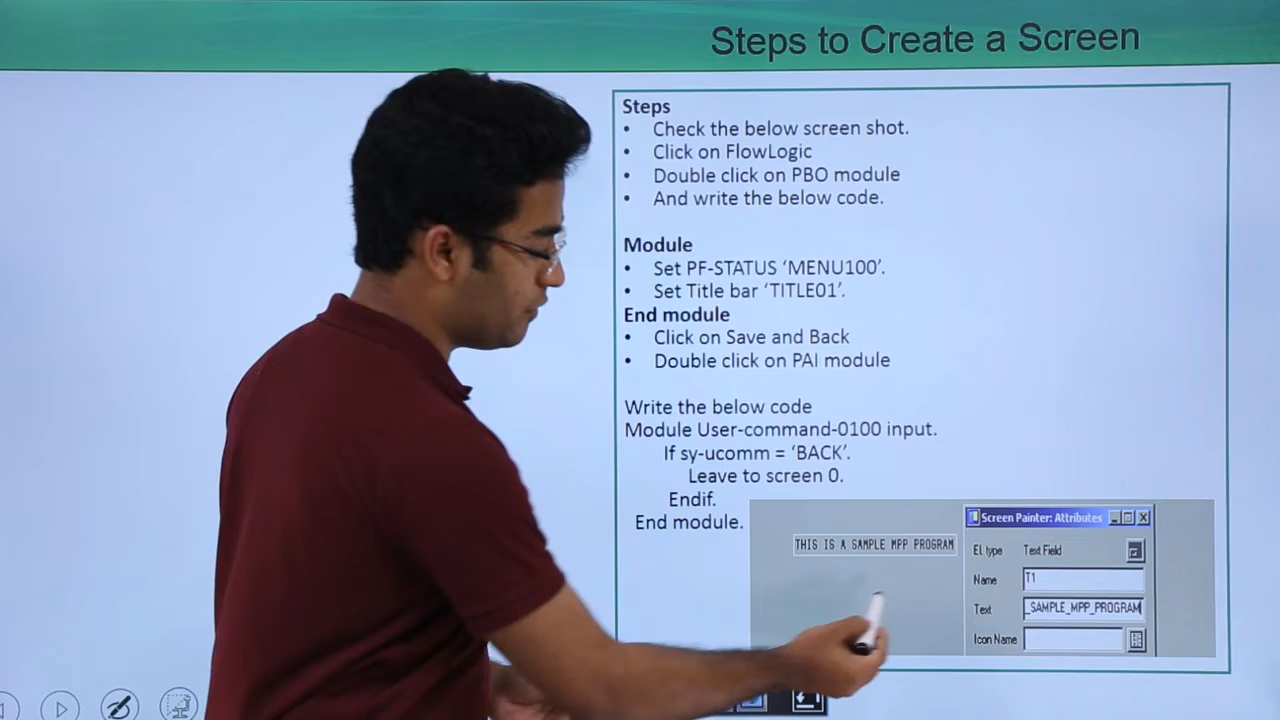 Steps to Create a Screen
Steps
• Check the below screen shot.
• Click on FlowLogic
• Double click on PBO module
• And write the below code.
Module
• Set PF-STATUS ‘MENU100’.
• Set Title bar ‘TITLE01’.
End module
• Click on Save and Back
• Double click on PAI module
Write the below code
Module User-command-0100 input.
If sy-ucomm = ‘BACK’.
Leave to screen 0.
Endif.
End module.
THIS IS A SAMPLE MPP PROGRAM
Screen Painter: Attributes
El. type Text Field
Name T1
Text _SAMPLE_MPP_PROGRAM
Icon Name